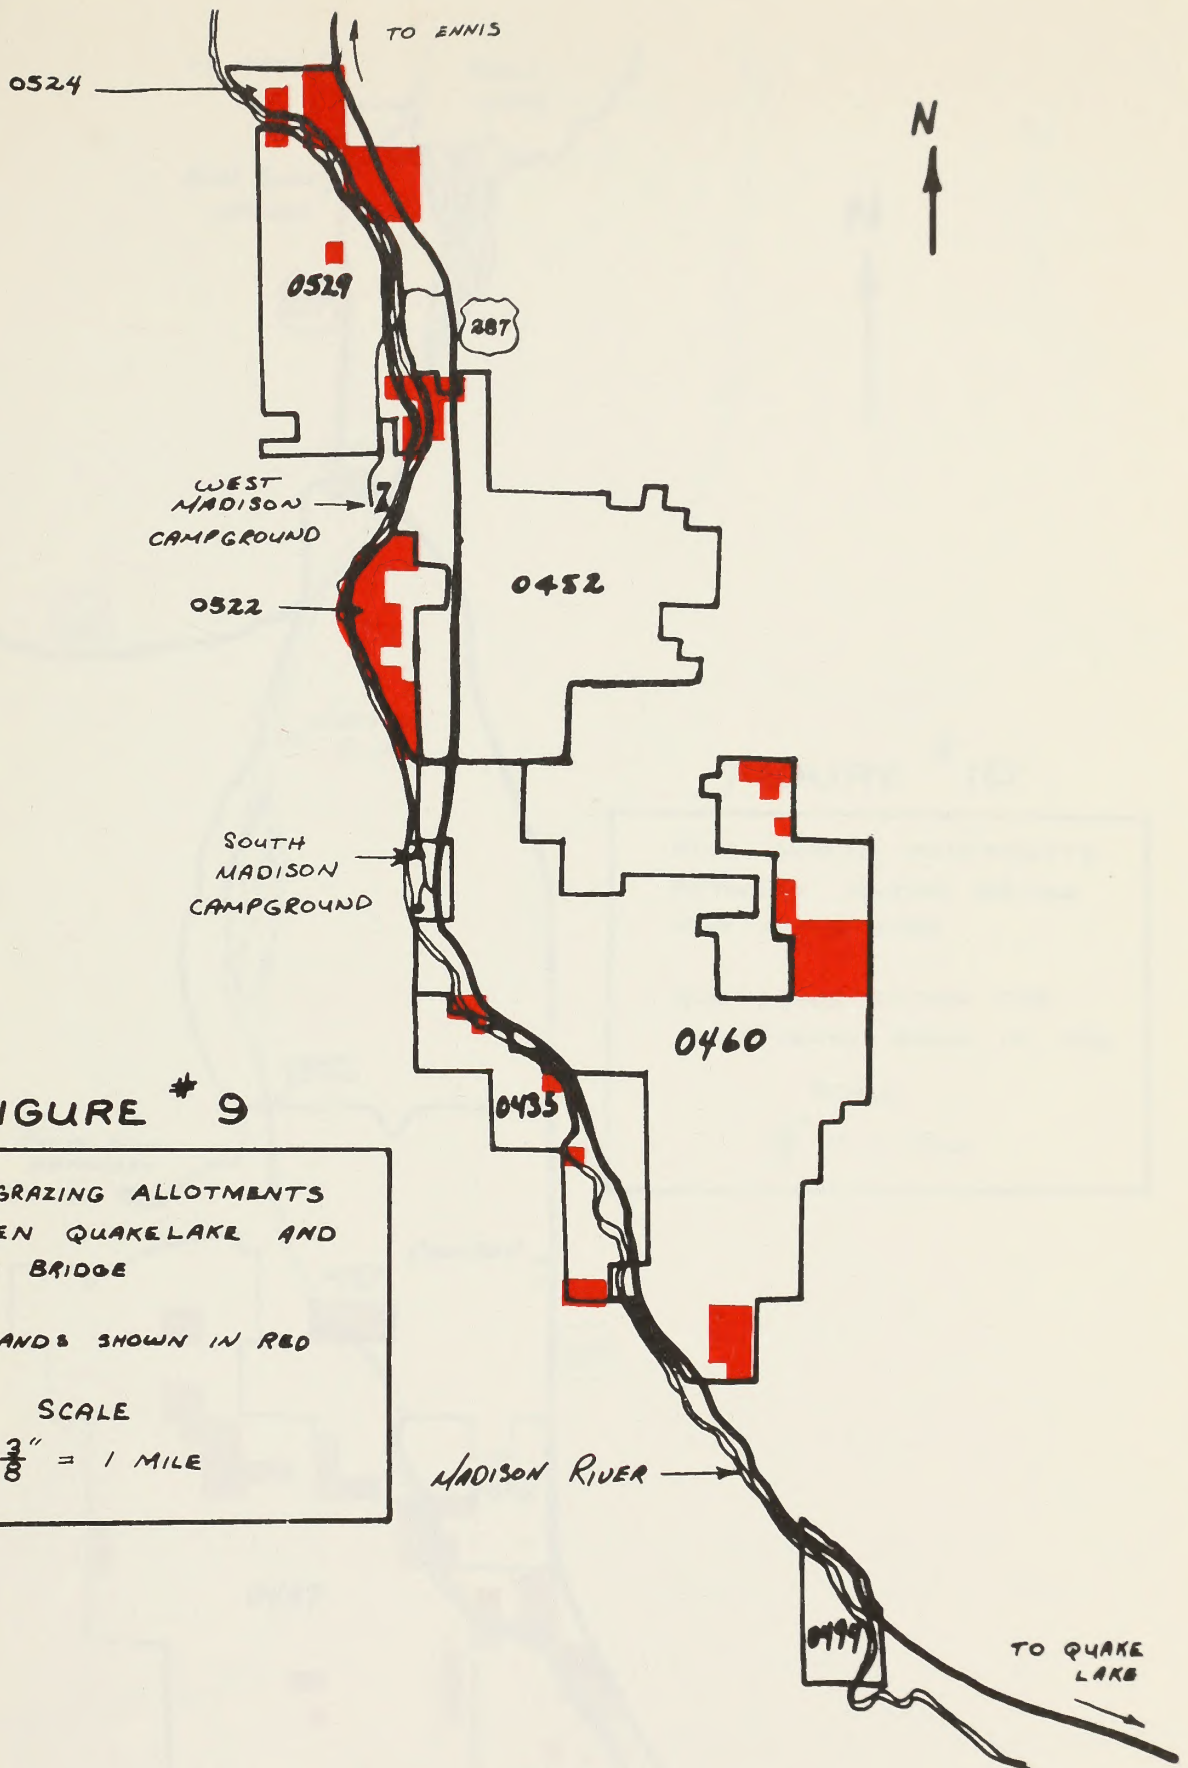 TO ENNIS
0524
N
0529
287
WEST
MADISON
CAMPGROUND
0522
0452
SOUTH
MADISON
CAMPGROUND
0460
0435
IGURE # 9
GRAZING ALLOTMENTS
EN QUAKELAKE AND
BRIDGE
ANDS SHOWN IN RED
SCALE
3/8" = 1 MILE
MADISON RIVER
TO QUAKE
LAKE